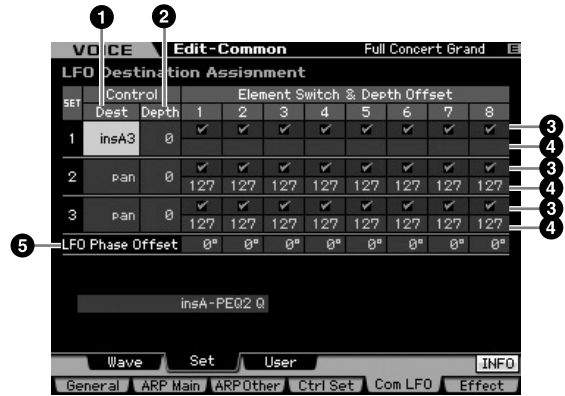 1 2
VOICE Edit-Common Full Concert Grand E
LFO Destination Assignment
SET Control Element Switch & Depth Offset
Dest Depth 1 2 3 4 5 6 7 8
✔ ✔ ✔ ✔ ✔ ✔ ✔ ✔ 3
1 insA3 0 4
✔ ✔ ✔ ✔ ✔ ✔ ✔ ✔ 3
2 pan 0 127 127 127 127 127 127 127 127 4
✔ ✔ ✔ ✔ ✔ ✔ ✔ ✔ 3
3 pan 0 127 127 127 127 127 127 127 127 4
5 LFO Phase Offset 0° 0° 0° 0° 0° 0° 0° 0°
insA-PEQ2 Q
Wave Set User INFO
General ARP Main ARPOther Ctrl Set Com LFO Effect